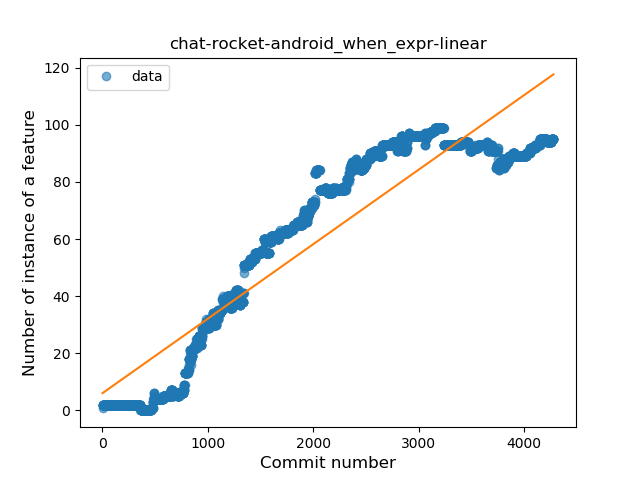 chat-rocket-android_when_expr-linear
data
Number of instance of a feature
120
100
80
60
40
20
0
0 1000 2000 3000 4000
Commit number